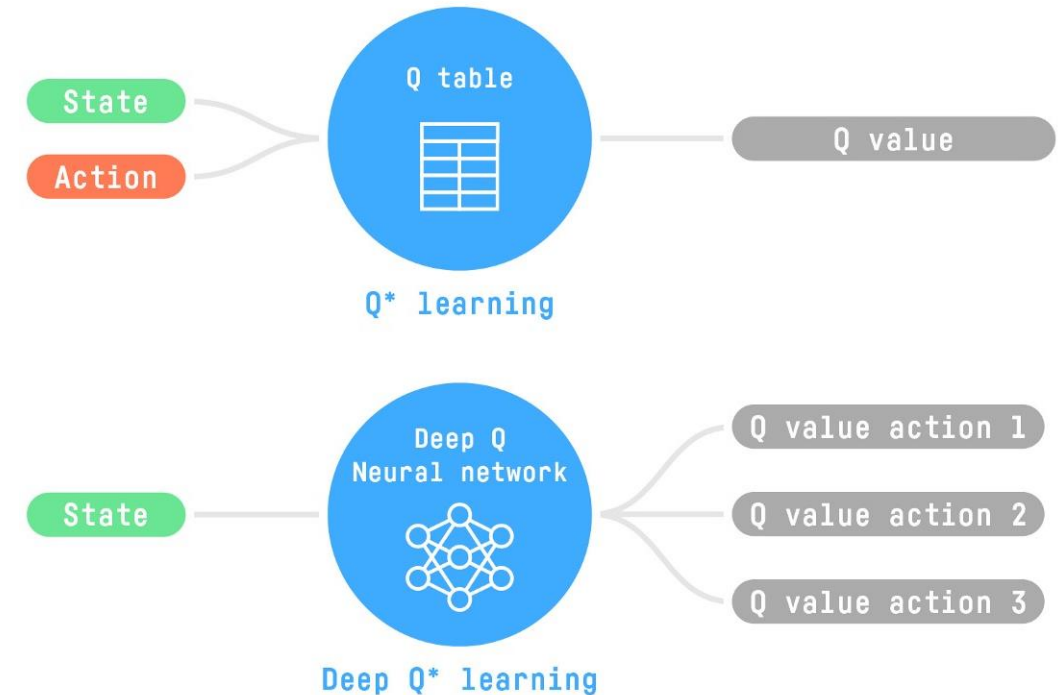 Q table
State
Action
Q value
Q* learning
Deep Q
Neural network
State
Q value action 1
Q value action 2
Q value action 3
Deep Q* learning